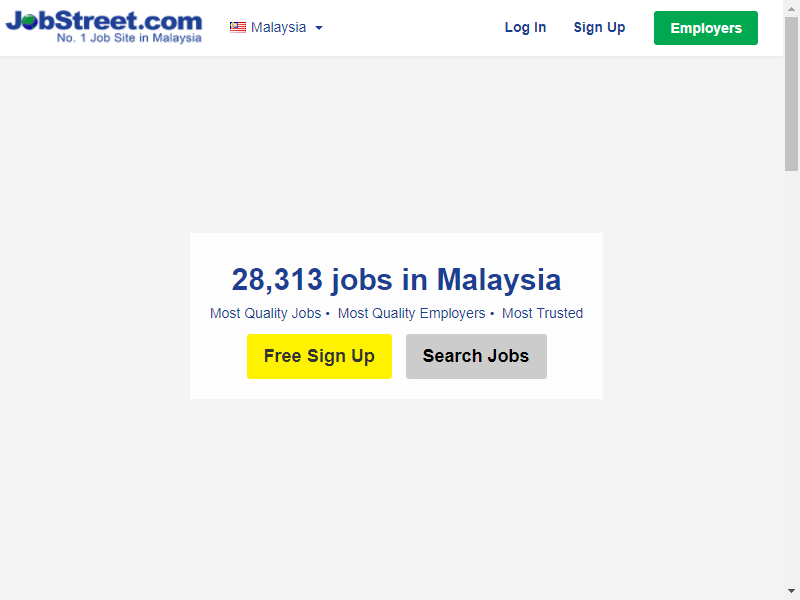 JobStreet.com
No. 1 Job Site in Malaysia
Malaysia
Log In
Sign Up
Employers
28,313 jobs in Malaysia
Most Quality Jobs • Most Quality Employers • Most Trusted
Free Sign Up
Search Jobs